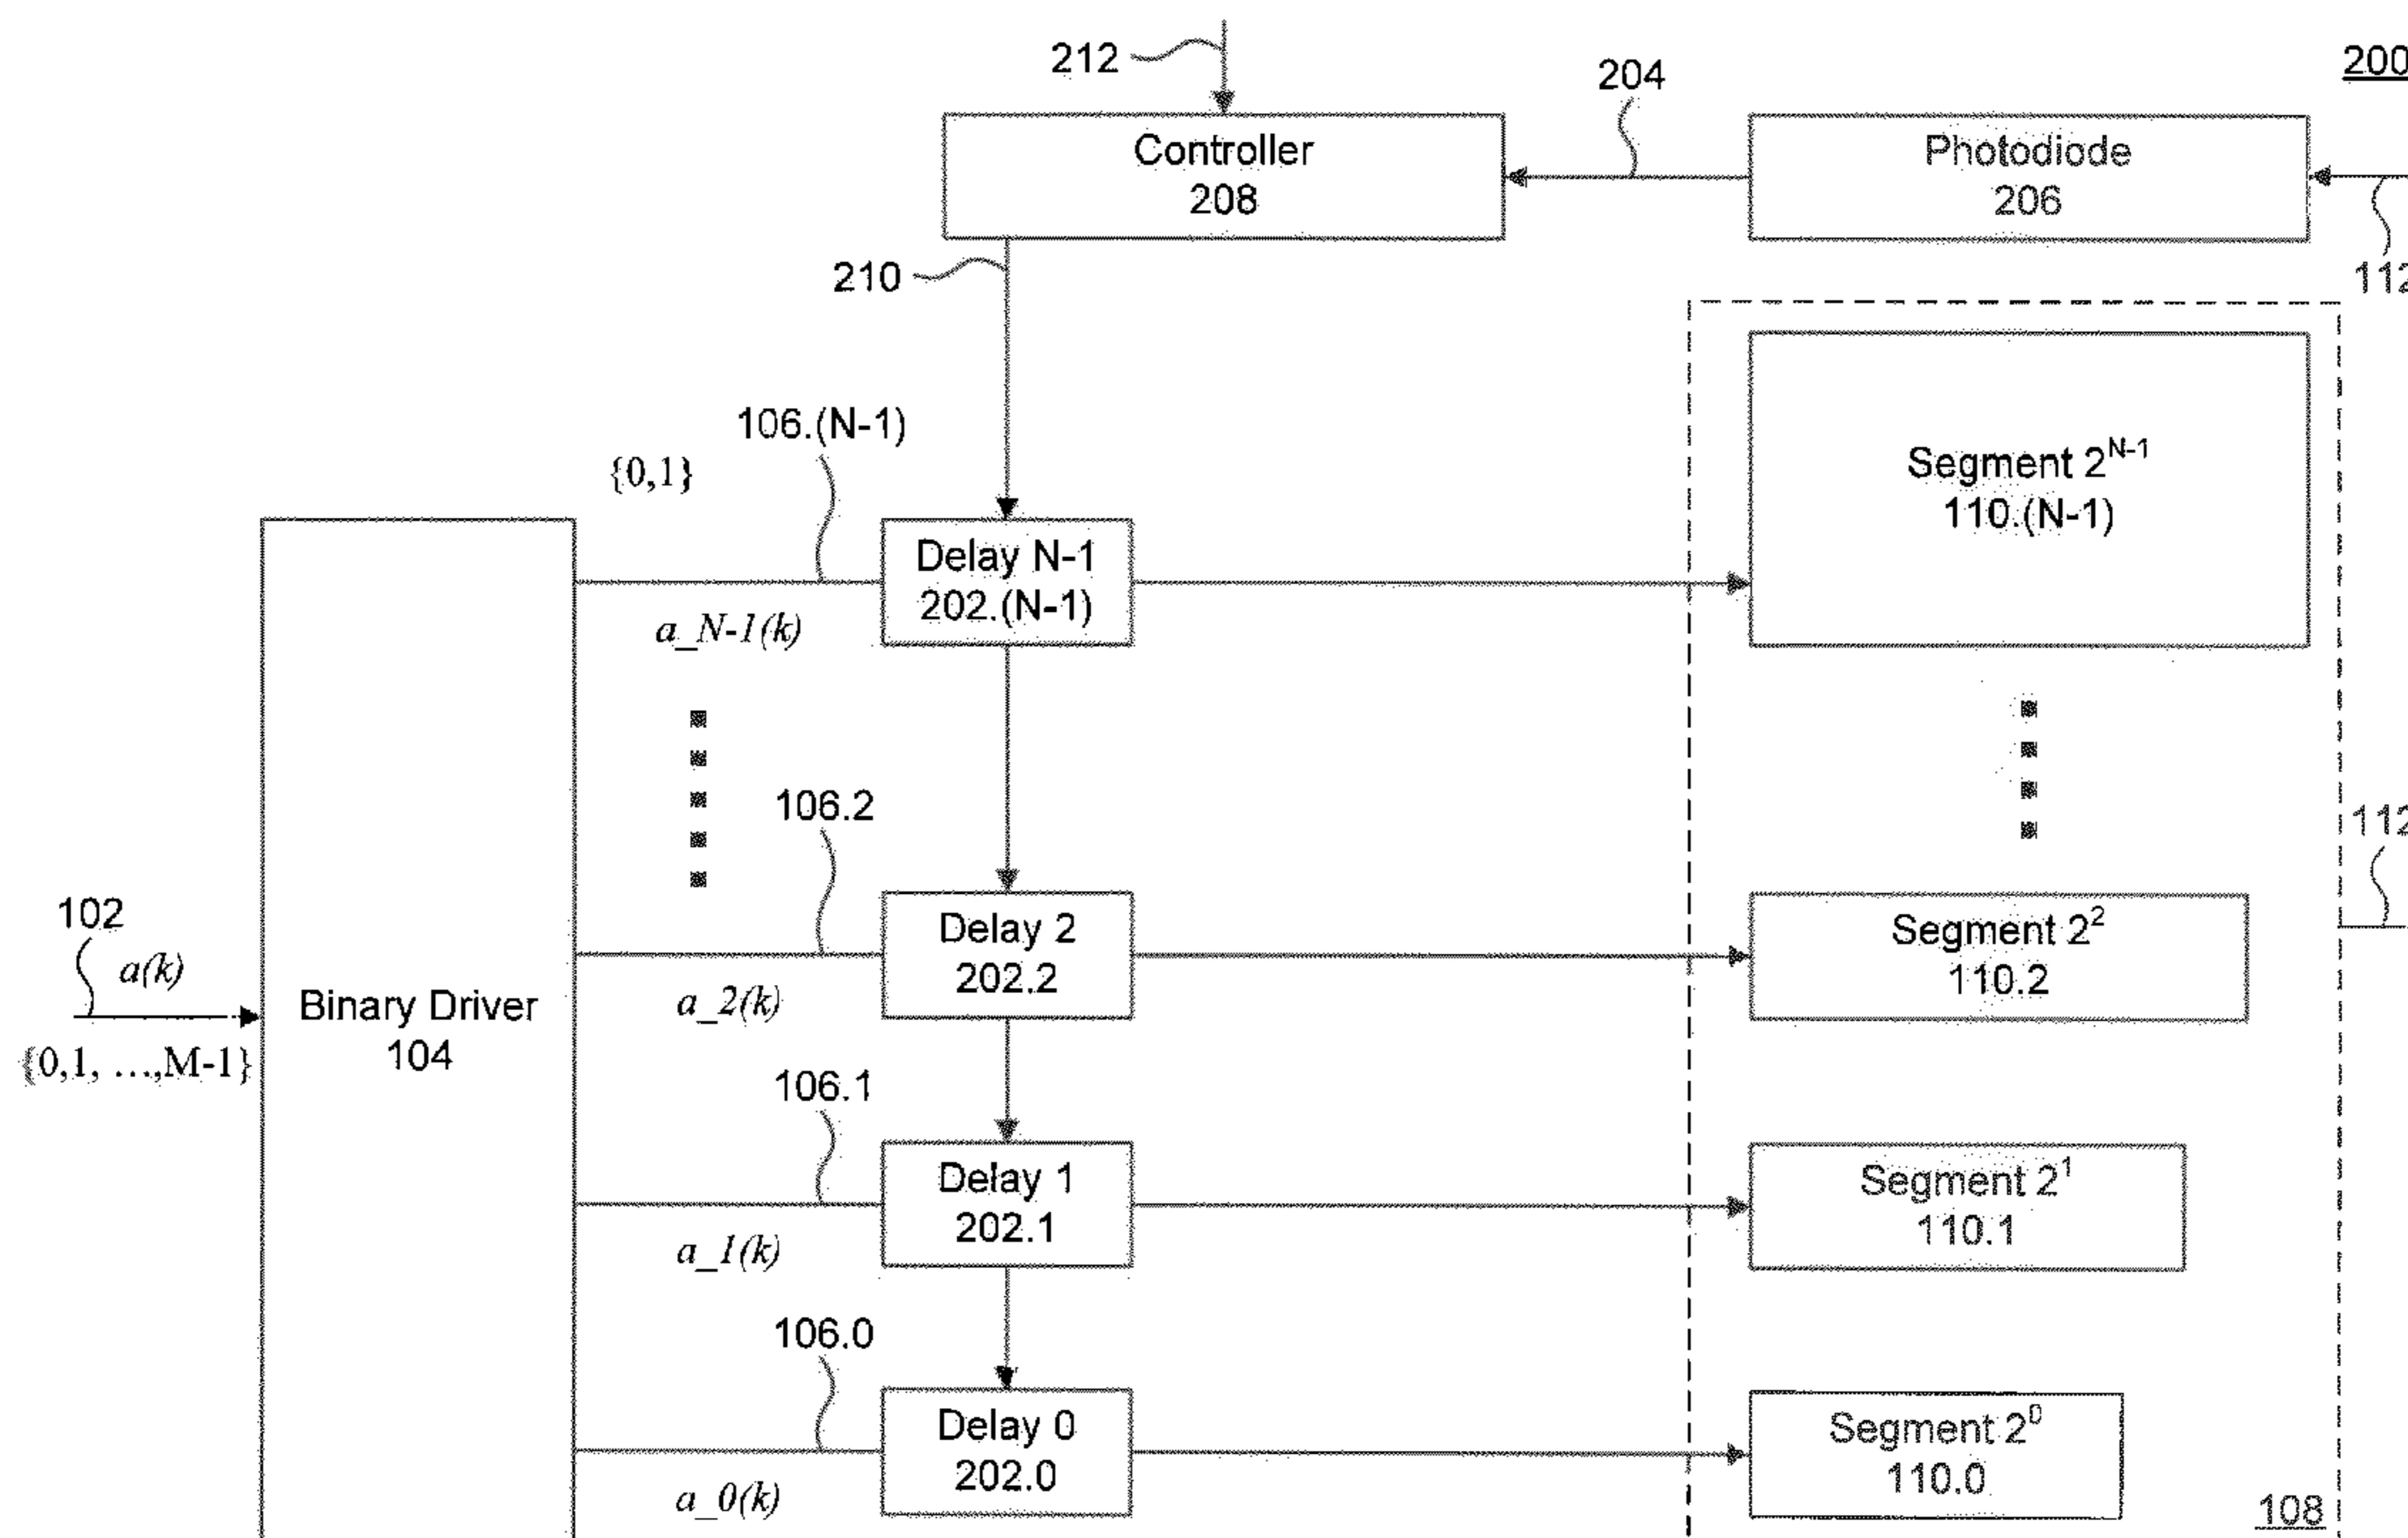 212
204
200
Controller
208
Photodiode
206
210
112
106.(N-1)
{0,1}
Segment 2^N-1
110.(N-1)
Delay N-1
202.(N-1)
a_N-1(k)
106.2
112
102
a(k)
Delay 2
202.2
Segment 2^2
110.2
Binary Driver
104
a_2(k)
{0,1, ...,M-1}
106.1
Delay 1
202.1
Segment 2^1
110.1
a_1(k)
106.0
Delay 0
202.0
Segment 2^0
110.0
a_0(k)
108